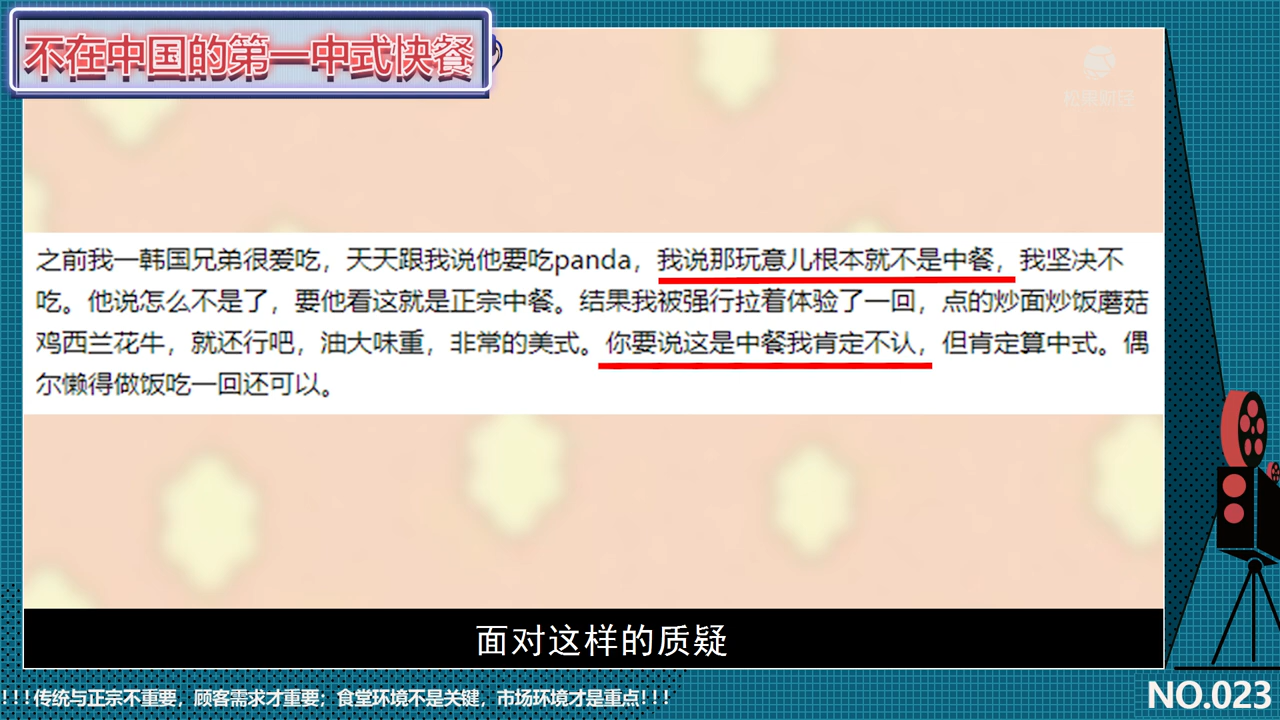 不在中国的第一中式快餐
松果财经
之前我一韩国兄弟很爱吃，天天跟我说他要吃panda，我说那玩意儿根本就不是中餐，我坚决不
吃。他说怎么不是了，要他看这就是正宗中餐。结果我被强行拉着体验了一回，点的炒面炒饭蘑菇
鸡西兰花牛，就还行吧，油大味重，非常的美式。你要说这是中餐我肯定不认，但肯定算中式。偶
尔懒得做饭吃一回还可以。
面对这样的质疑
!!!传统与正宗不重要，顾客需求才重要；食堂环境不是关键，市场环境才是重点!!!
NO.023